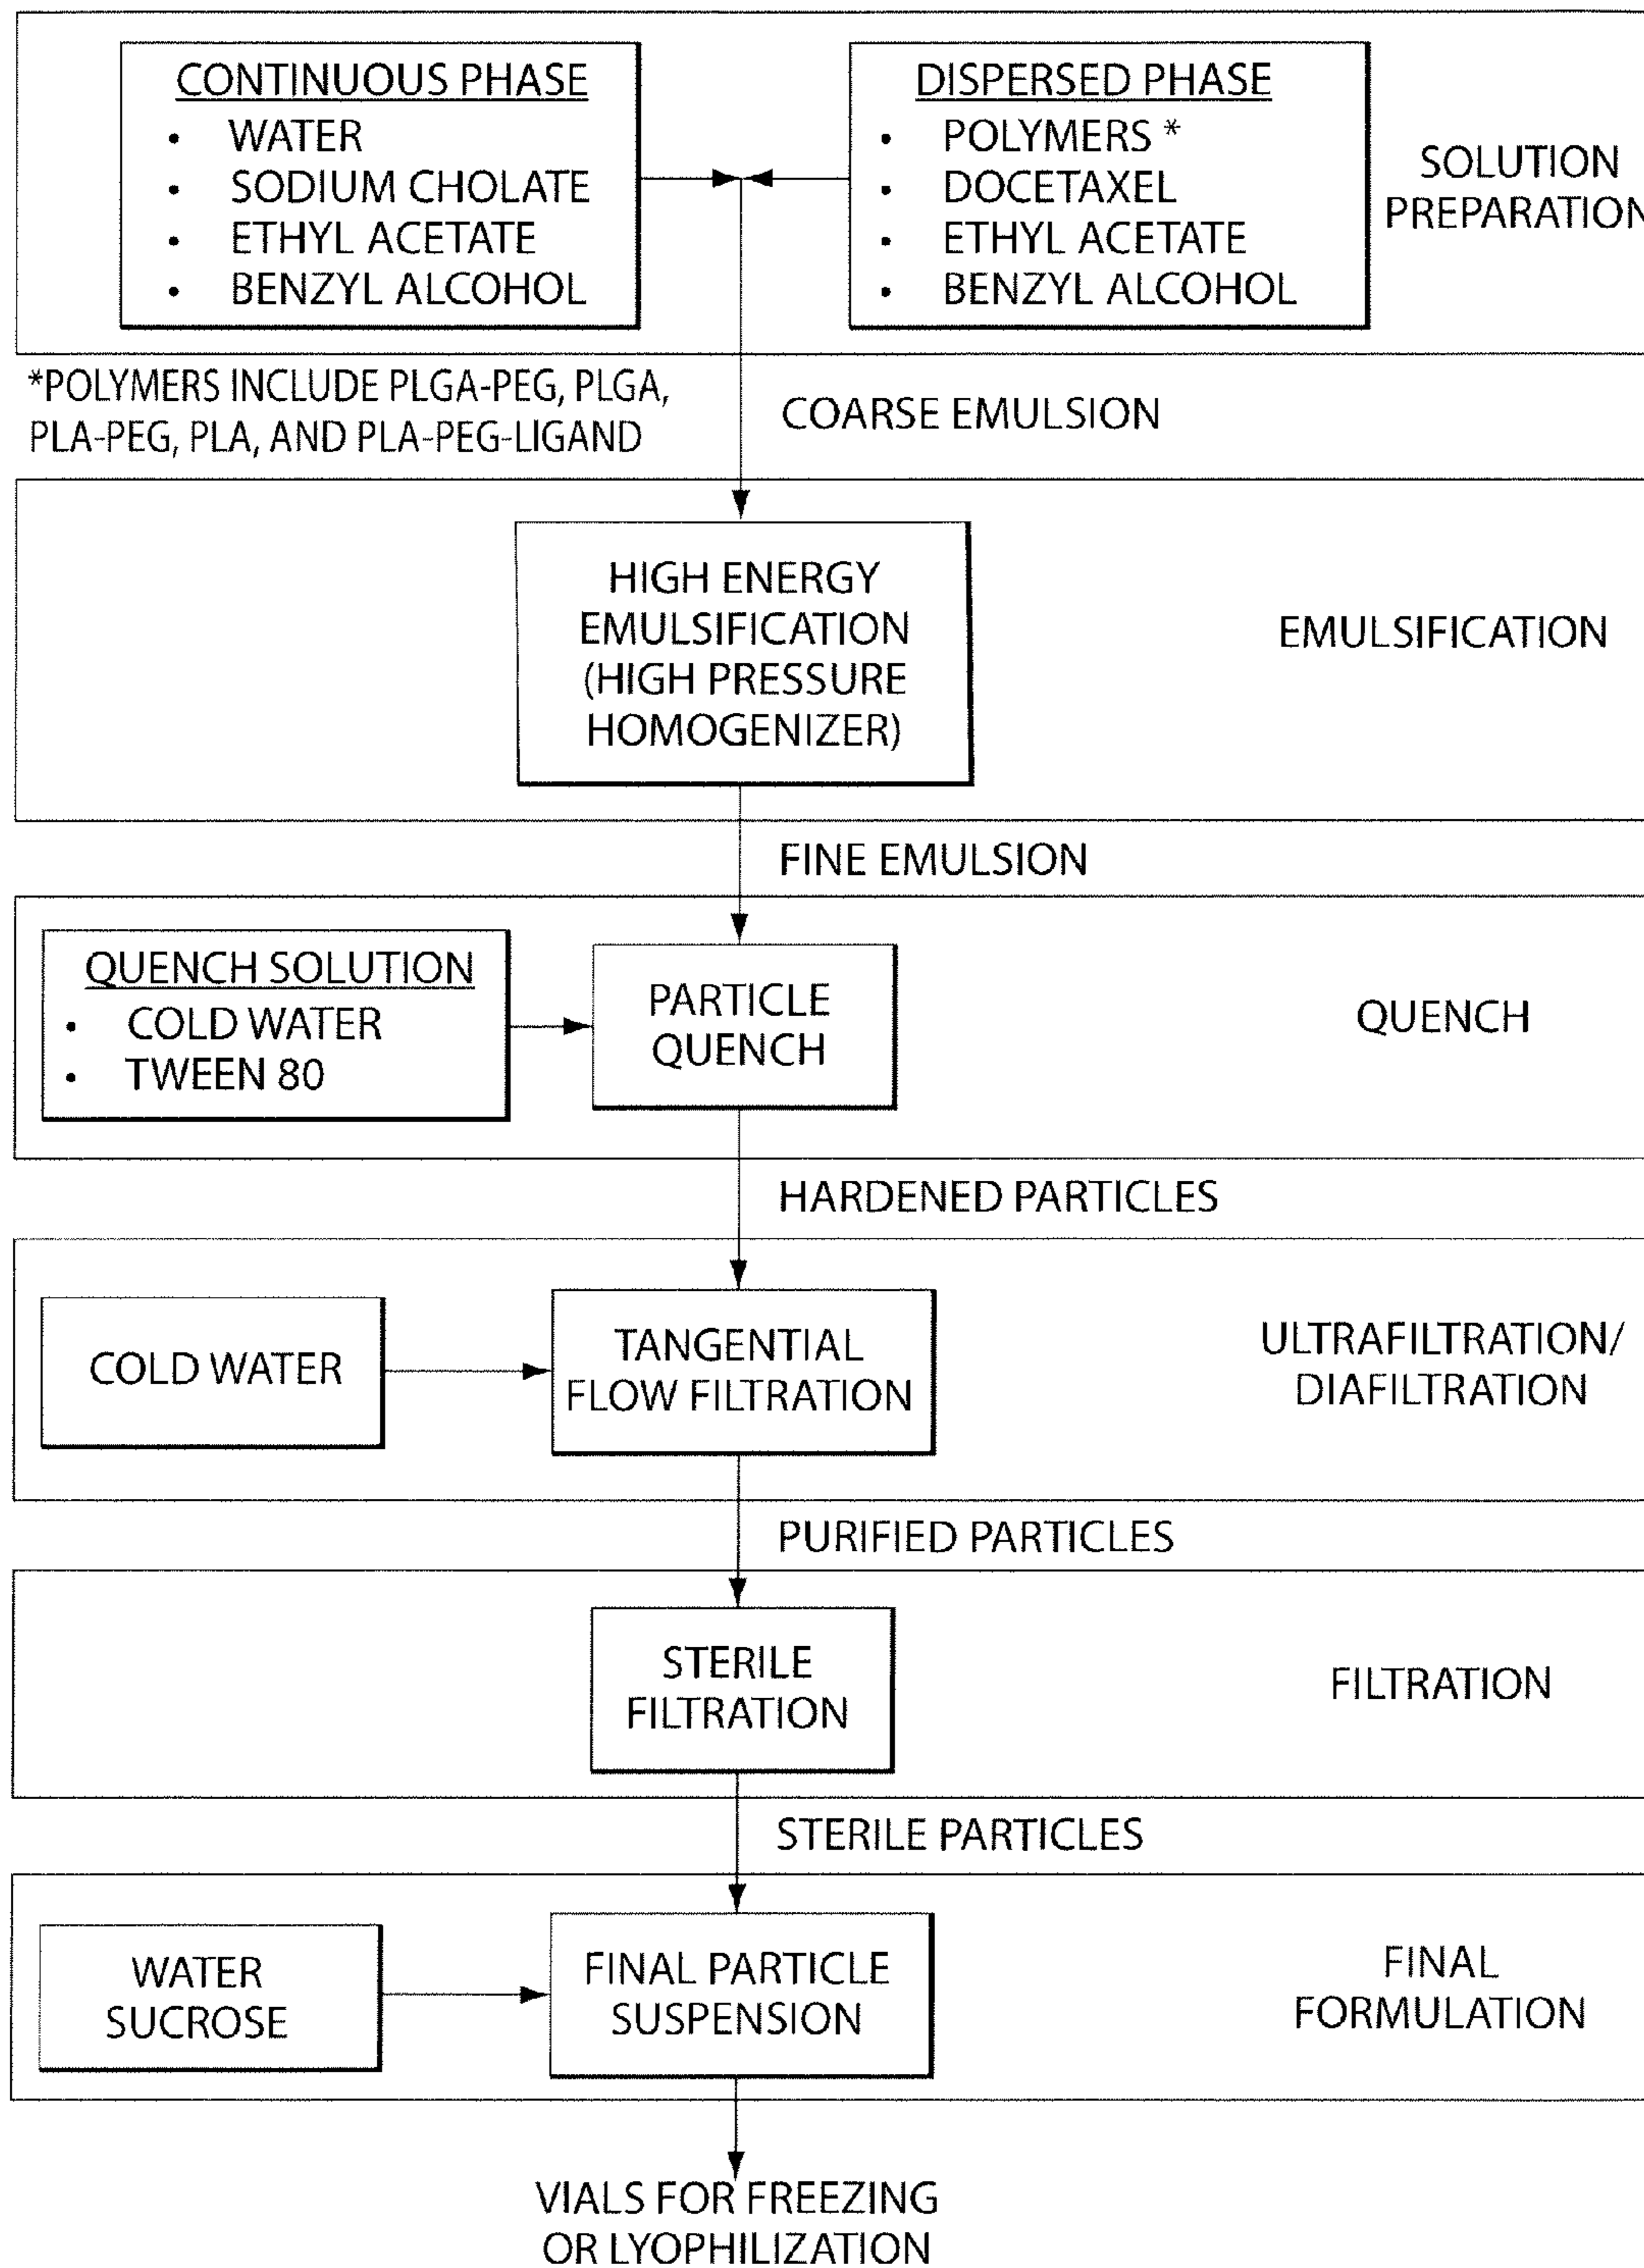 CONTINUOUS PHASE
• WATER
• SODIUM CHOLATE
• ETHYL ACETATE
• BENZYL ALCOHOL
DISPERSED PHASE
• POLYMERS *
• DOCETAXEL
• ETHYL ACETATE
• BENZYL ALCOHOL
SOLUTION
PREPARATION
*POLYMERS INCLUDE PLGA-PEG, PLGA,
PLA-PEG, PLA, AND PLA-PEG-LIGAND
COARSE EMULSION
HIGH ENERGY
EMULSIFICATION
(HIGH PRESSURE
HOMOGENIZER)
EMULSIFICATION
FINE EMULSION
QUENCH SOLUTION
• COLD WATER
• TWEEN 80
PARTICLE
QUENCH
QUENCH
HARDENED PARTICLES
COLD WATER
TANGENTIAL
FLOW FILTRATION
ULTRAFILTRATION/
DIAFILTRATION
PURIFIED PARTICLES
STERILE
FILTRATION
FILTRATION
STERILE PARTICLES
WATER
SUCROSE
FINAL PARTICLE
SUSPENSION
FINAL
FORMULATION
VIALS FOR FREEZING
OR LYOPHILIZATION